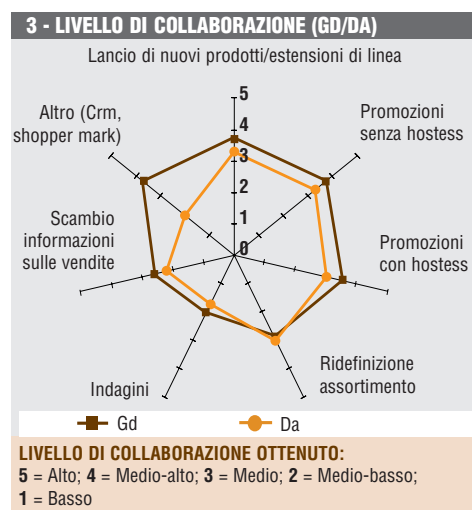 3 - LIVELLO DI COLLABORAZIONE (GD/DA)
Lancio di nuovi prodotti/estensioni di linea
5
4
3
2
1
0
Altro (Crm,
shopper mark)
Promozioni
senza hostess
Scambio
informazioni
sulle vendite
Promozioni
con hostess
Indagini
Ridefinizione
assortimento
Gd Da
LIVELLO DI COLLABORAZIONE OTTENUTO:
5 = Alto; 4 = Medio-alto; 3 = Medio; 2 = Medio-basso;
1 = Basso